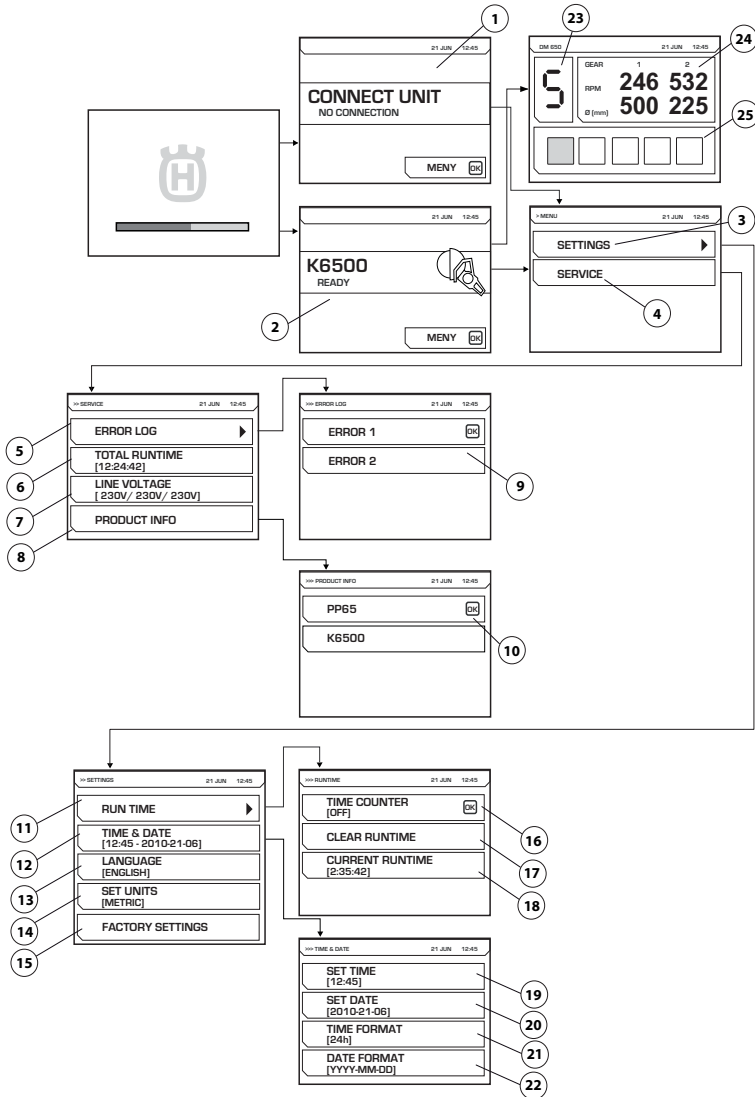 1
21 JUN 12:45
CONNECT UNIT
NO CONNECTION
MENY OK
23
24
25
DM 650 21 JUN 12:45
GEAR 1 2
RPM 246 532
Ø (mm) 500 225
S
H
21 JUN 12:45
K6500
READY
MENY OK
2
> MENU 21 JUN 12:45
SETTINGS
SERVICE
3
4
>> SERVICE 21 JUN 12:45
ERROR LOG
TOTAL RUNTIME
[12:24:42]
LINE VOLTAGE
[ 230V/ 230V/ 230V]
PRODUCT INFO
5
6
7
8
>>> ERROR LOG 21 JUN 12:45
ERROR 1 OK
ERROR 2
9
>>> PRODUCT INFO 21 JUN 12:45
PP65 OK
K6500
10
>> SETTINGS 21 JUN 12:45
RUN TIME
TIME & DATE
[12:45 - 2010-21-06]
LANGUAGE
[ENGLISH]
SET UNITS
[METRIC]
FACTORY SETTINGS
11
12
13
14
15
>>> RUNTIME 21 JUN 12:45
TIME COUNTER
[OFF] OK
CLEAR RUNTIME
CURRENT RUNTIME
[2:35:42]
16
17
18
>>> TIME & DATE 21 JUN 12:45
SET TIME
[12:45]
SET DATE
[2010-21-06]
TIME FORMAT
[24h]
DATE FORMAT
[YYYY-MM-DD]
19
20
21
22